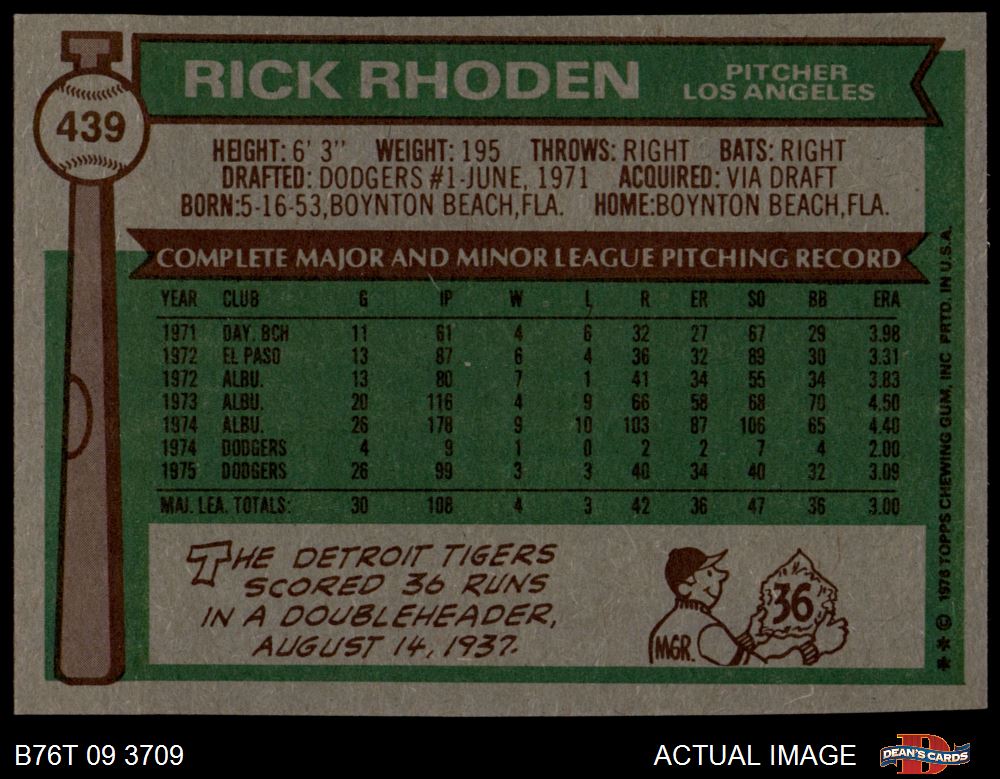 439
RICK RHODEN
PITCHER
LOS ANGELES
HEIGHT: 6' 3" WEIGHT: 195 THROWS: RIGHT BATS: RIGHT
DRAFTED: DODGERS #1-JUNE, 1971 ACQUIRED: VIA DRAFT
BORN:5-16-53,BOYNTON BEACH,FLA. HOME:BOYNTON BEACH,FLA.
COMPLETE MAJOR AND MINOR LEAGUE PITCHING RECORD
YEAR CLUB G IP W L R ER SO BB ERA
1971 DAY. BCH 11 61 4 6 32 27 67 29 3.98
1972 EL PASO 13 87 6 4 36 32 89 30 3.31
1972 ALBU. 13 80 7 1 41 34 55 34 3.83
1973 ALBU. 20 116 4 9 66 58 68 70 4.50
1974 ALBU. 26 178 9 10 103 87 106 65 4.40
1974 DODGERS 4 9 1 0 2 2 7 4 2.00
1975 DODGERS 26 99 3 3 40 34 40 32 3.09
MAJ. LEA. TOTALS: 30 108 4 3 42 36 47 36 3.00
THE DETROIT TIGERS
SCORED 36 RUNS
IN A DOUBLEHEADER,
AUGUST 14, 1937.
MGR.
36
** © 1976 TOPPS CHEWING GUM, INC. PRTD. IN U.S.A.
B76T 09 3709
ACTUAL IMAGE
D
DEAN'S CARDS